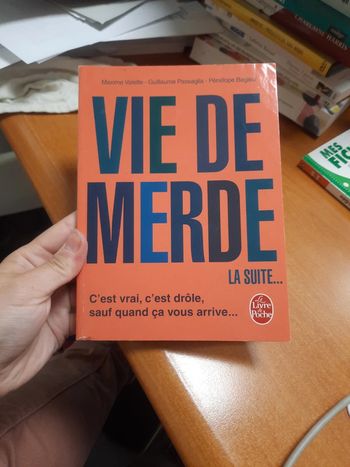 Maxime Valette - Guillaume Passaglia - Pénélope Bagieu
VIE DE
MERDE
LA SUITE...
C'est vrai, c'est drôle,
sauf quand ça vous arrive...
Le
Livre
de
Poche